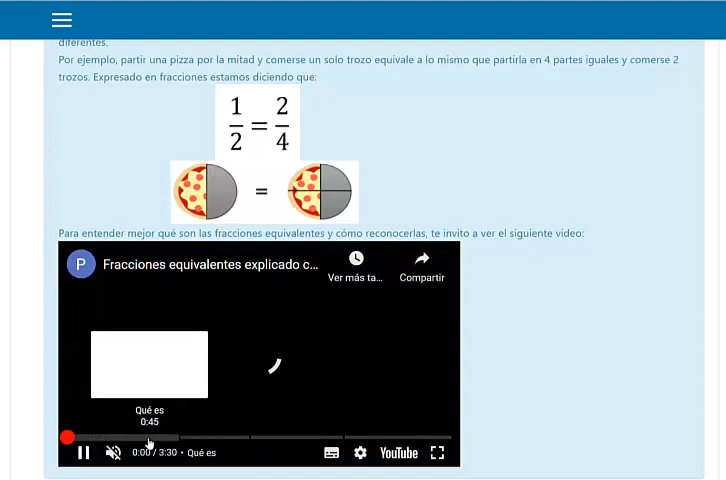 diferentes.
Por ejemplo, partir una pizza por la mitad y comerse un solo trozo equivale a lo mismo que partirla en 4 partes iguales y comerse 2
trozos. Expresado en fracciones estamos diciendo que:
1/2 = 2/4
=
Para entender mejor qué son las fracciones equivalentes y cómo reconocerlas, te invito a ver el siguiente video:
P Fracciones equivalentes explicado c...
Ver más ta... Compartir
Qué es
0:45
0:00 / 3:30 • Qué es YouTube